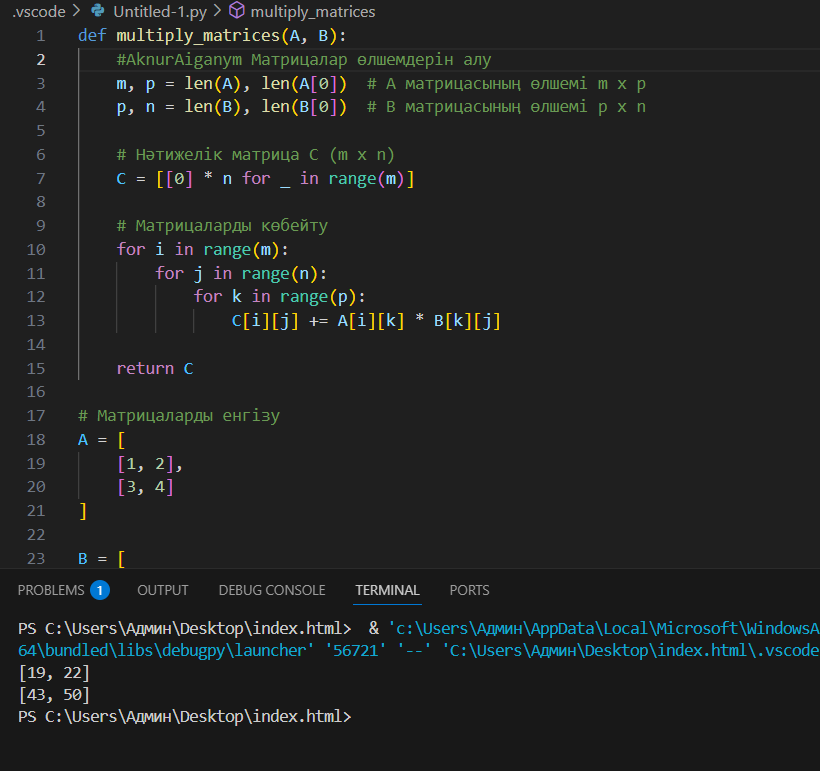 .vscode > Untitled-1.py > multiply_matrices
1 def multiply_matrices(A, B):
2     #AknurAiganym Матрицалар өлшемдерін алу
3     m, p = len(A), len(A[0])  # A матрицасының өлшемі m x p
4     p, n = len(B), len(B[0])  # B матрицасының өлшемі p x n
5
6     # Нәтижелік матрица C (m x n)
7     C = [[0] * n for _ in range(m)]
8
9     # Матрицаларды көбейту
10     for i in range(m):
11         for j in range(n):
12             for k in range(p):
13                 C[i][j] += A[i][k] * B[k][j]
14
15     return C
16
17 # Матрицаларды енгізу
18 A = [
19     [1, 2],
20     [3, 4]
21 ]
22
23 B = [
PROBLEMS 1 OUTPUT DEBUG CONSOLE TERMINAL PORTS
PS C:\Users\Админ\Desktop\index.html>  & 'c:\Users\Админ\AppData\Local\Microsoft\WindowsA
64\bundled\libs\debugpy\launcher' '56721' '--' 'C:\Users\Админ\Desktop\index.html\.vscode
[19, 22]
[43, 50]
PS C:\Users\Админ\Desktop\index.html>